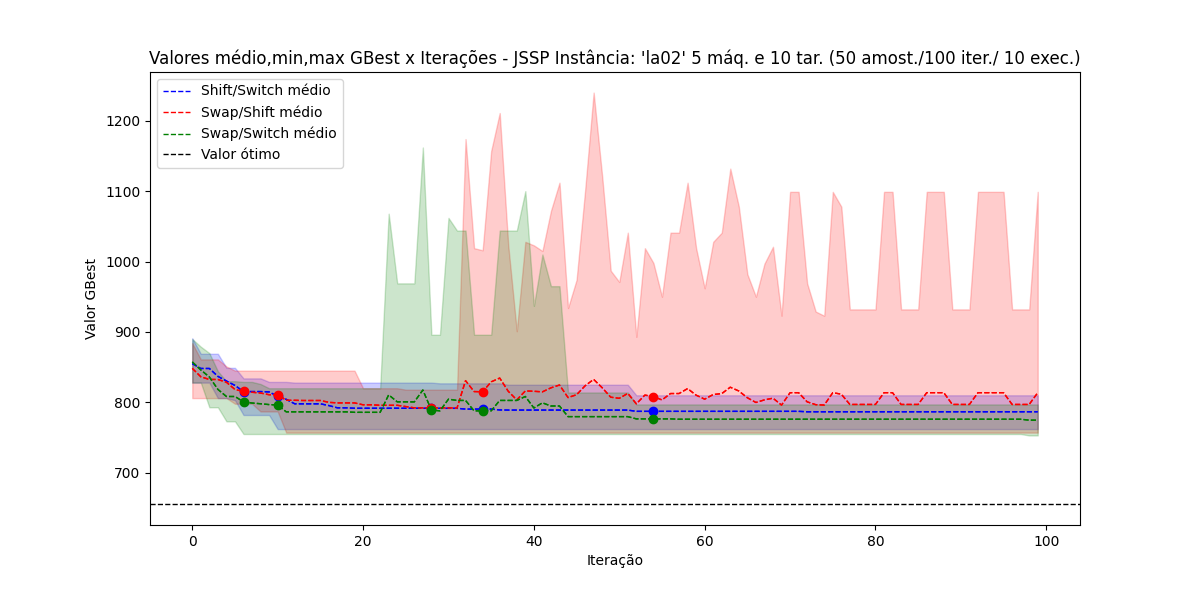 Valores médio,min,max GBest x Iterações - JSSP Instância: 'la02' 5 máq. e 10 tar. (50 amost./100 iter./ 10 exec.)
Shift/Switch médio
Swap/Shift médio
Swap/Switch médio
Valor ótimo
1200
1100
1000
900
800
700
Valor GBest
0 20 40 60 80 100
Iteração